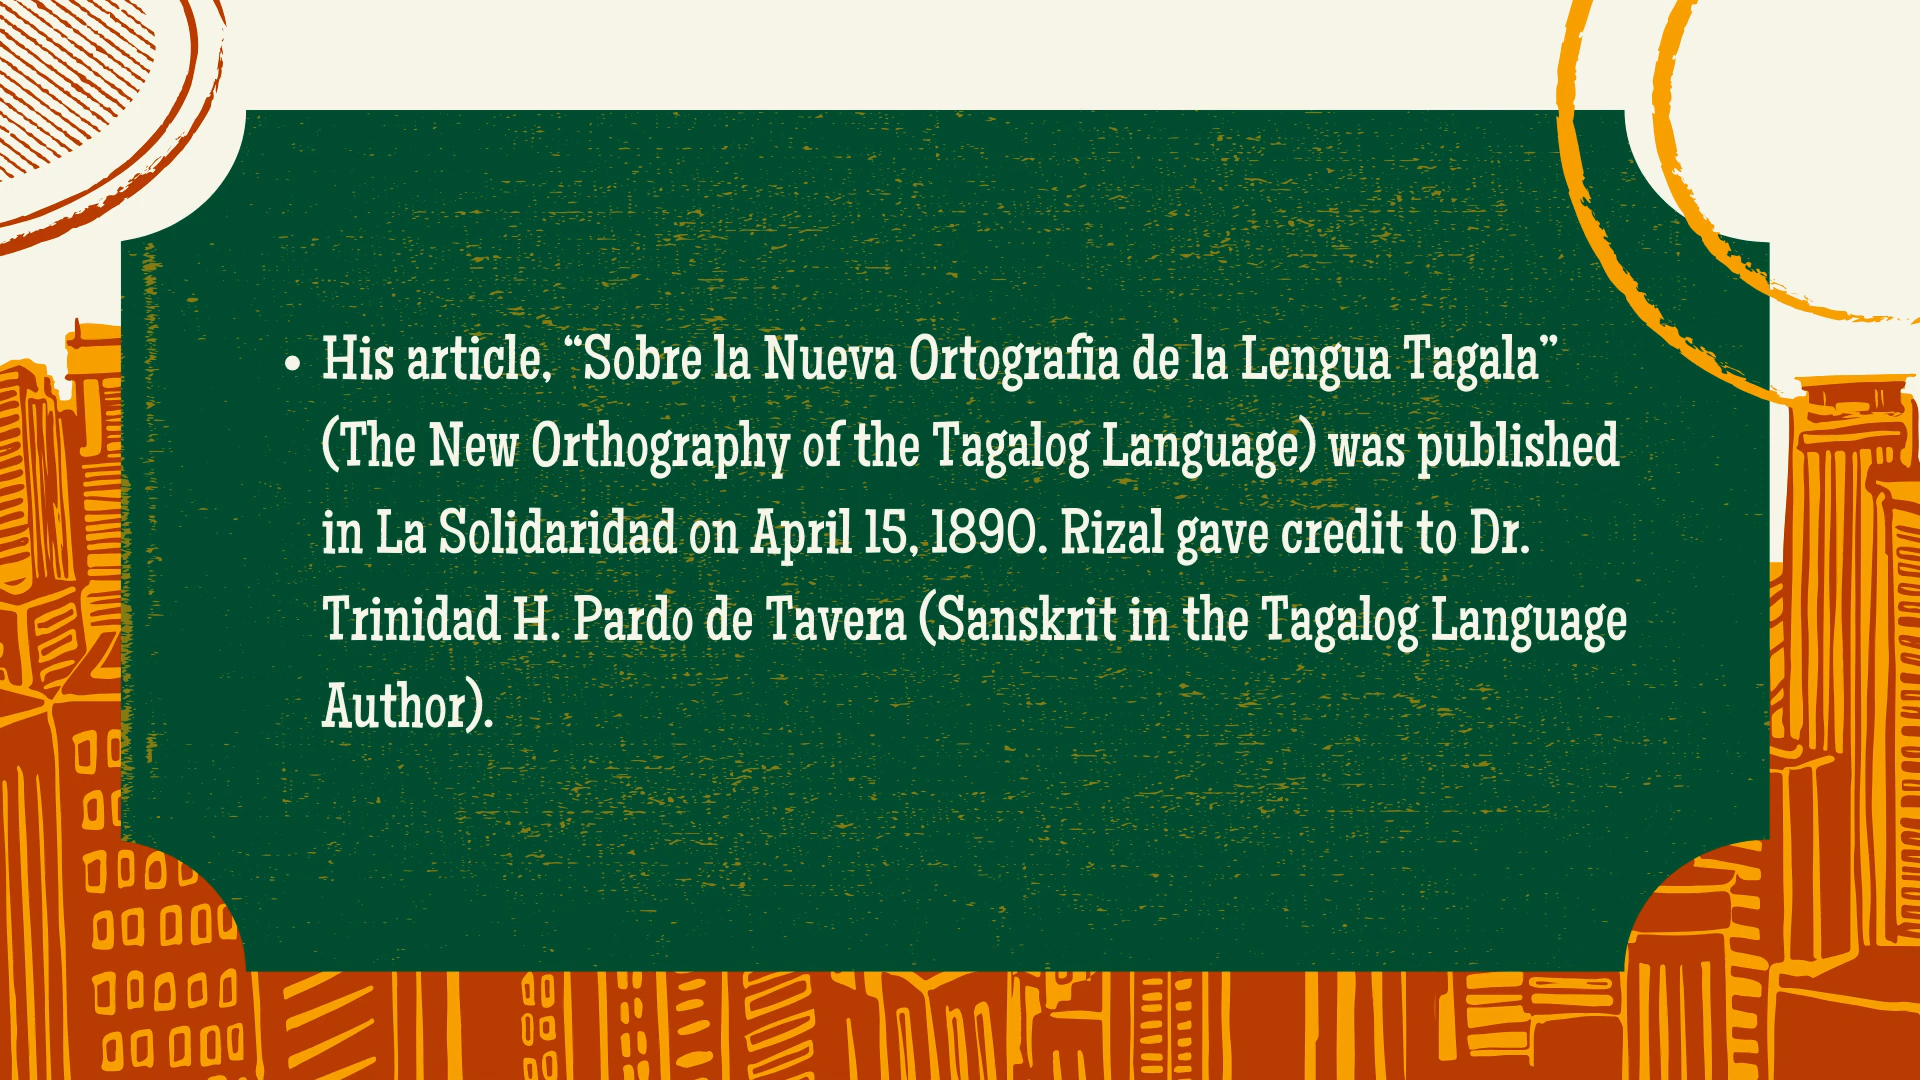 • His article, “Sobre la Nueva Ortografia de la Lengua Tagala”
(The New Orthography of the Tagalog Language) was published
in La Solidaridad on April 15, 1890. Rizal gave credit to Dr.
Trinidad H. Pardo de Tavera (Sanskrit in the Tagalog Language
Author).